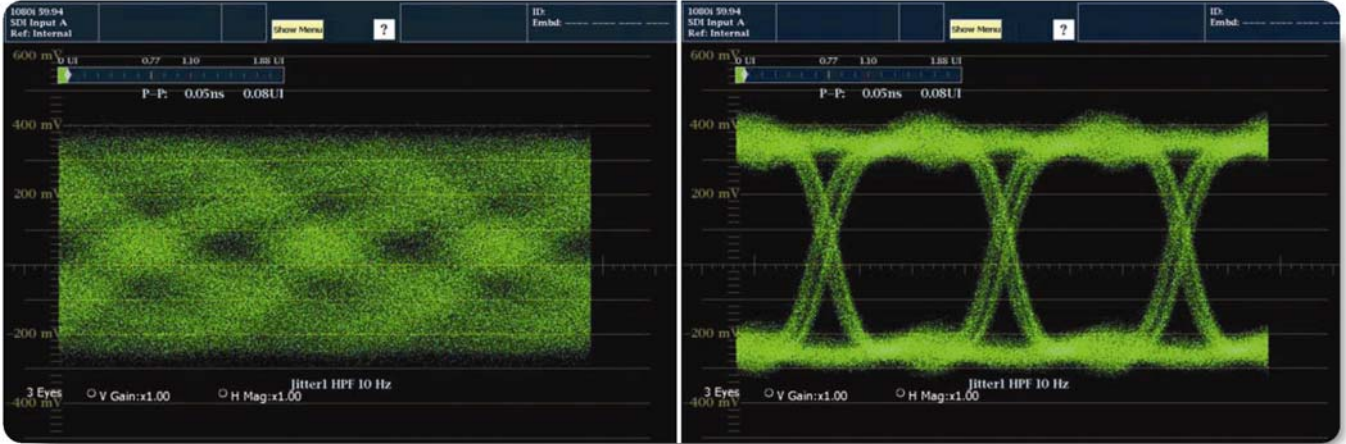 1080i 59.94
SDI Input A
Ref: Internal
Show Menu
?
ID:
Embd: ---- ---- ---- ----
600 mV
0 UI 0.77 1.10 1.88 UI
P-P: 0.05ns 0.08UI
400 mV
200 mV
-200 mV
Jitter1 HPF 10 Hz
3 Eyes
V Gain:x1.00
H Mag:x1.00
-400 mV
1080i 59.94
SDI Input A
Ref: Internal
Show Menu
?
ID:
Embd: ---- ---- ---- ----
600 mV
0 UI 0.77 1.10 1.88 UI
P-P: 0.05ns 0.08UI
400 mV
200 mV
-200 mV
Jitter1 HPF 10 Hz
3 Eyes
V Gain:x1.00
H Mag:x1.00
-400 mV